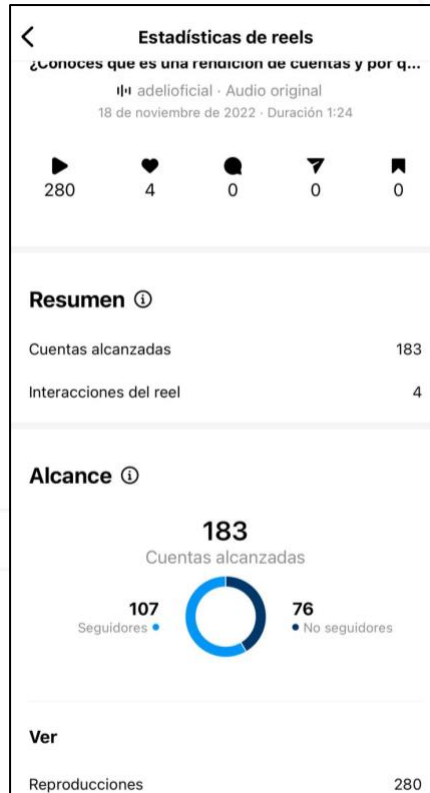 Estadísticas de reels
¿Conoces que es una rendición de cuentas y por q...
adelioficial · Audio original
18 de noviembre de 2022 · Duración 1:24
280 4 0 0 0
Resumen
Cuentas alcanzadas 183
Interacciones del reel 4
Alcance
183
Cuentas alcanzadas
107 76
Seguidores • • No seguidores
Ver
Reproducciones 280